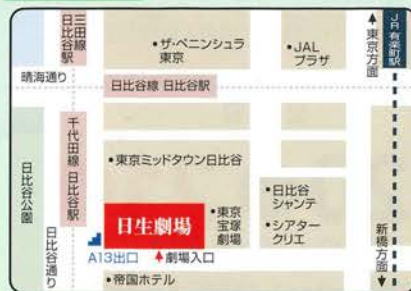 三田線
日比谷駅
•ザ・ペニンシュラ
東京
•JAL
プラザ
東京方面
JR有楽町駅
晴海通り
日比谷線 日比谷駅
日比谷公園
千代田線 日比谷駅
•東京ミッドタウン日比谷
日生劇場
•東京
宝塚
劇場
•日比谷
シャンテ
•シアター
クリエ
新橋方面
日比谷通り
A13出口
劇場入口
•帝国ホテル